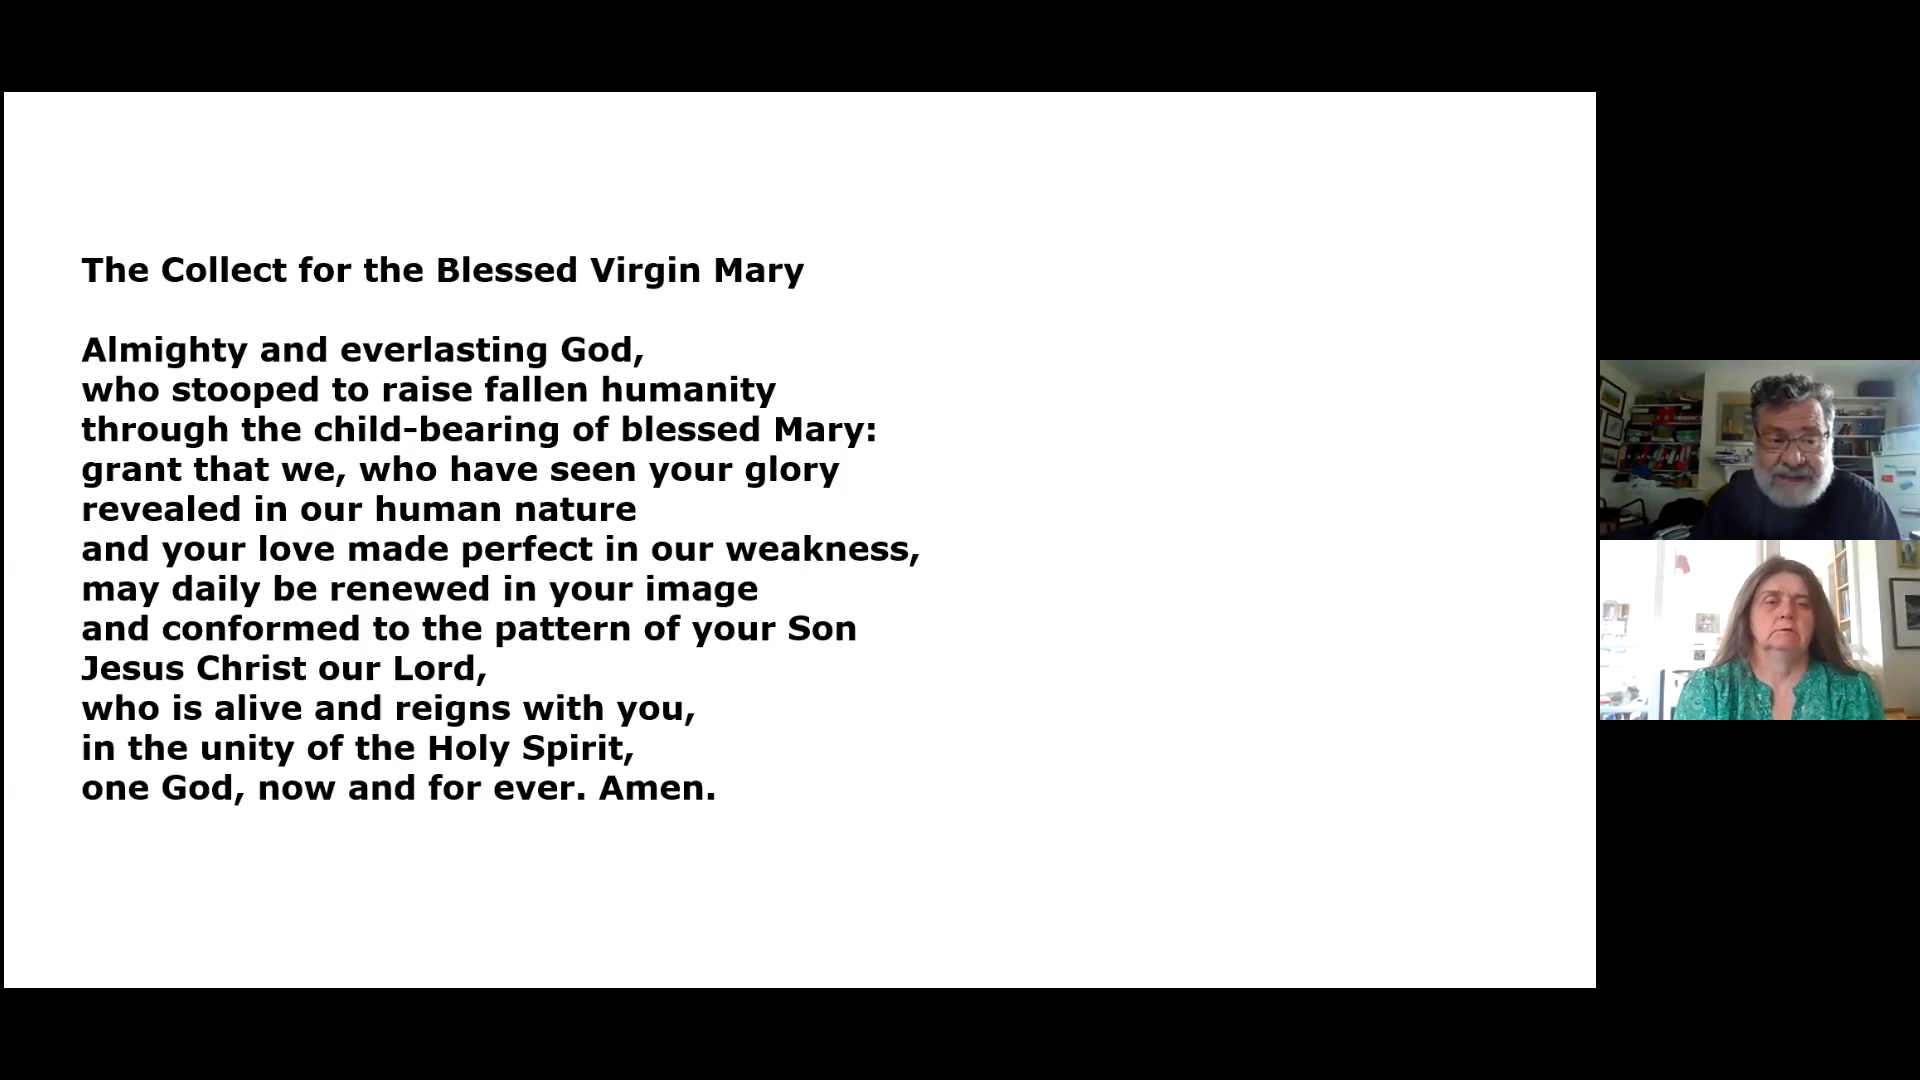 The Collect for the Blessed Virgin Mary
Almighty and everlasting God,
who stooped to raise fallen humanity
through the child-bearing of blessed Mary:
grant that we, who have seen your glory
revealed in our human nature
and your love made perfect in our weakness,
may daily be renewed in your image
and conformed to the pattern of your Son
Jesus Christ our Lord,
who is alive and reigns with you,
in the unity of the Holy Spirit,
one God, now and for ever. Amen.